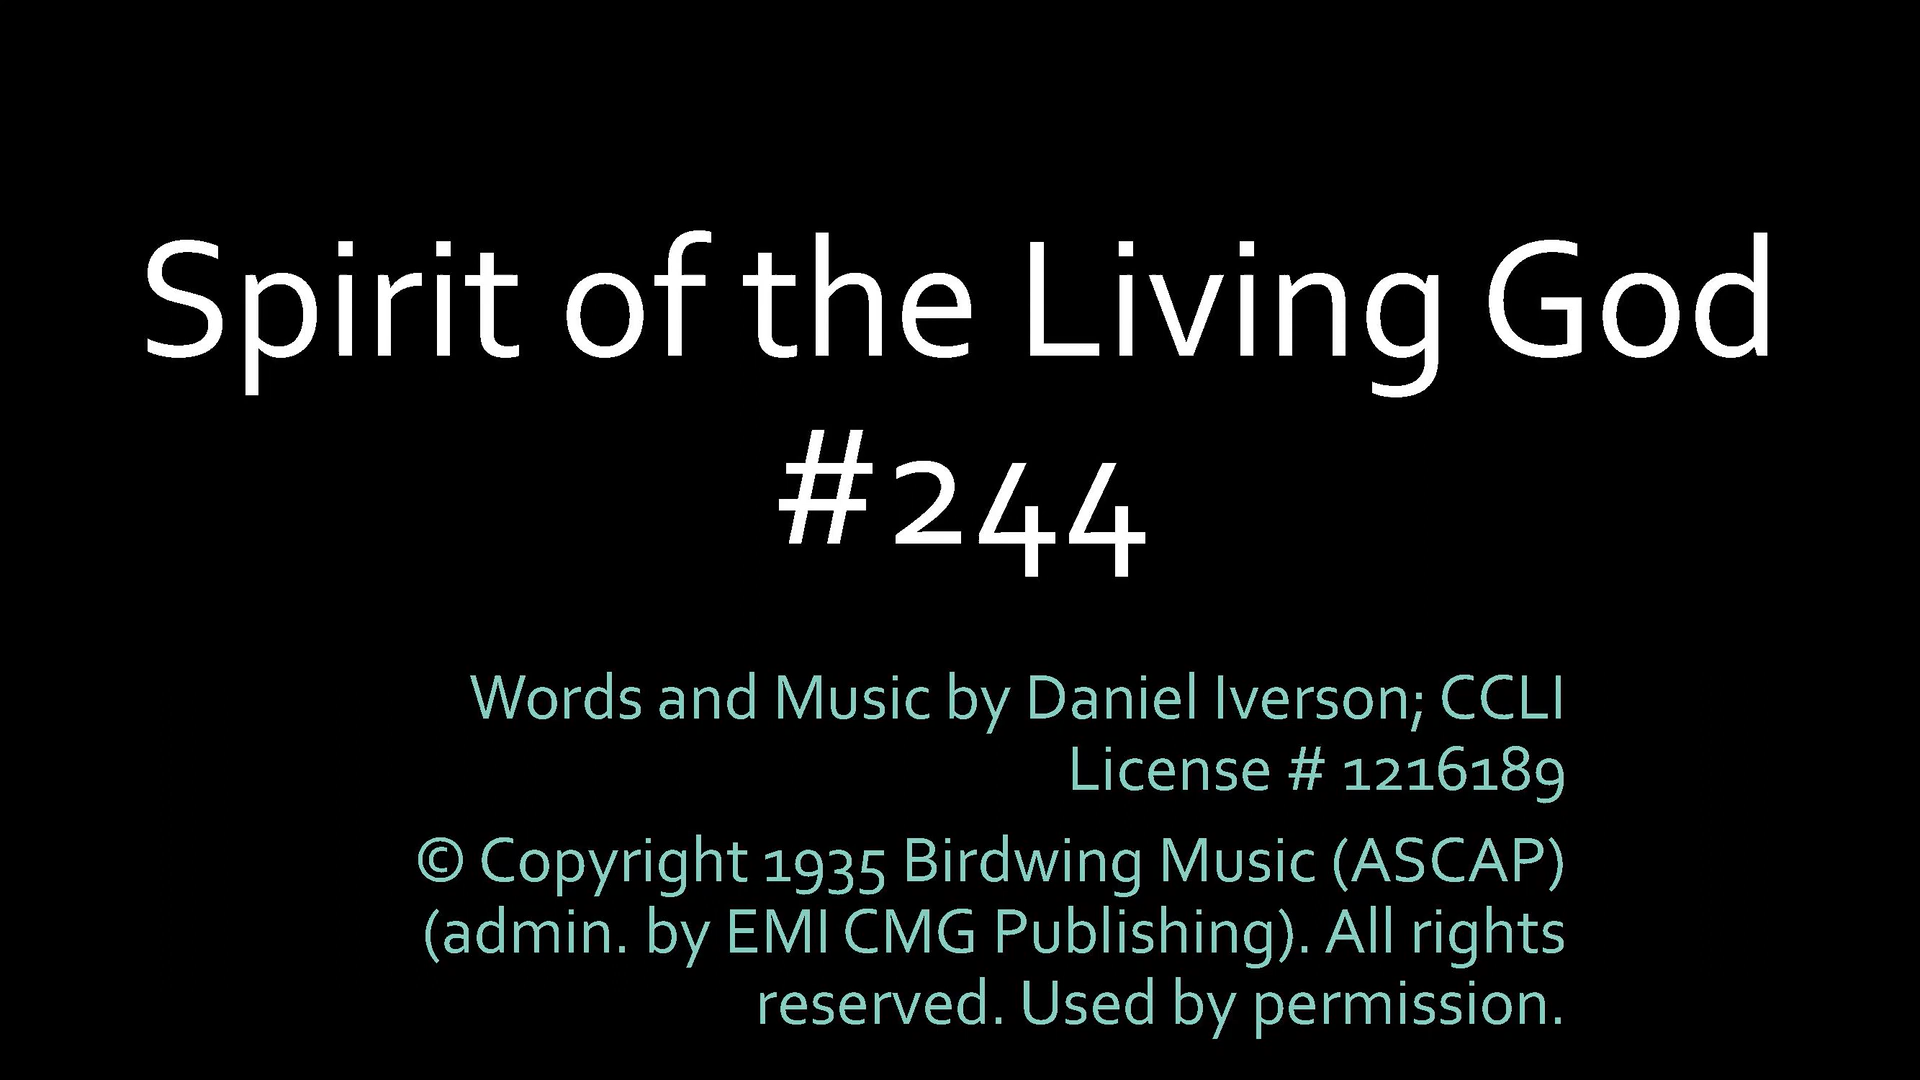 Spirit of the Living God
#244
Words and Music by Daniel Iverson; CCLI
License # 1216189
© Copyright 1935 Birdwing Music (ASCAP)
(admin. by EMI CMG Publishing). All rights
reserved. Used by permission.